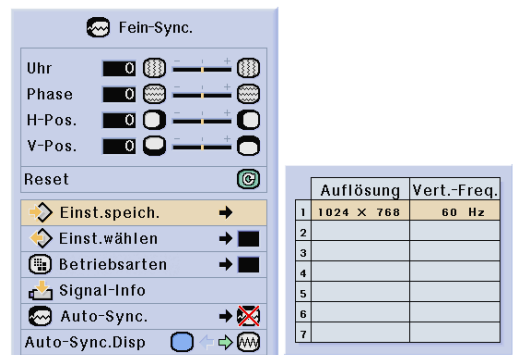 Fein-Sync.
Uhr 0 - +
Phase 0 - +
H-Pos. 0 - +
V-Pos. 0 - +
Reset
Einst.speich.
Einst.wählen
Betriebsarten
Signal-Info
Auto-Sync.
Auto-Sync.Disp
Auflösung Vert.-Freq.
1 1024 × 768 60 Hz
2
3
4
5
6
7